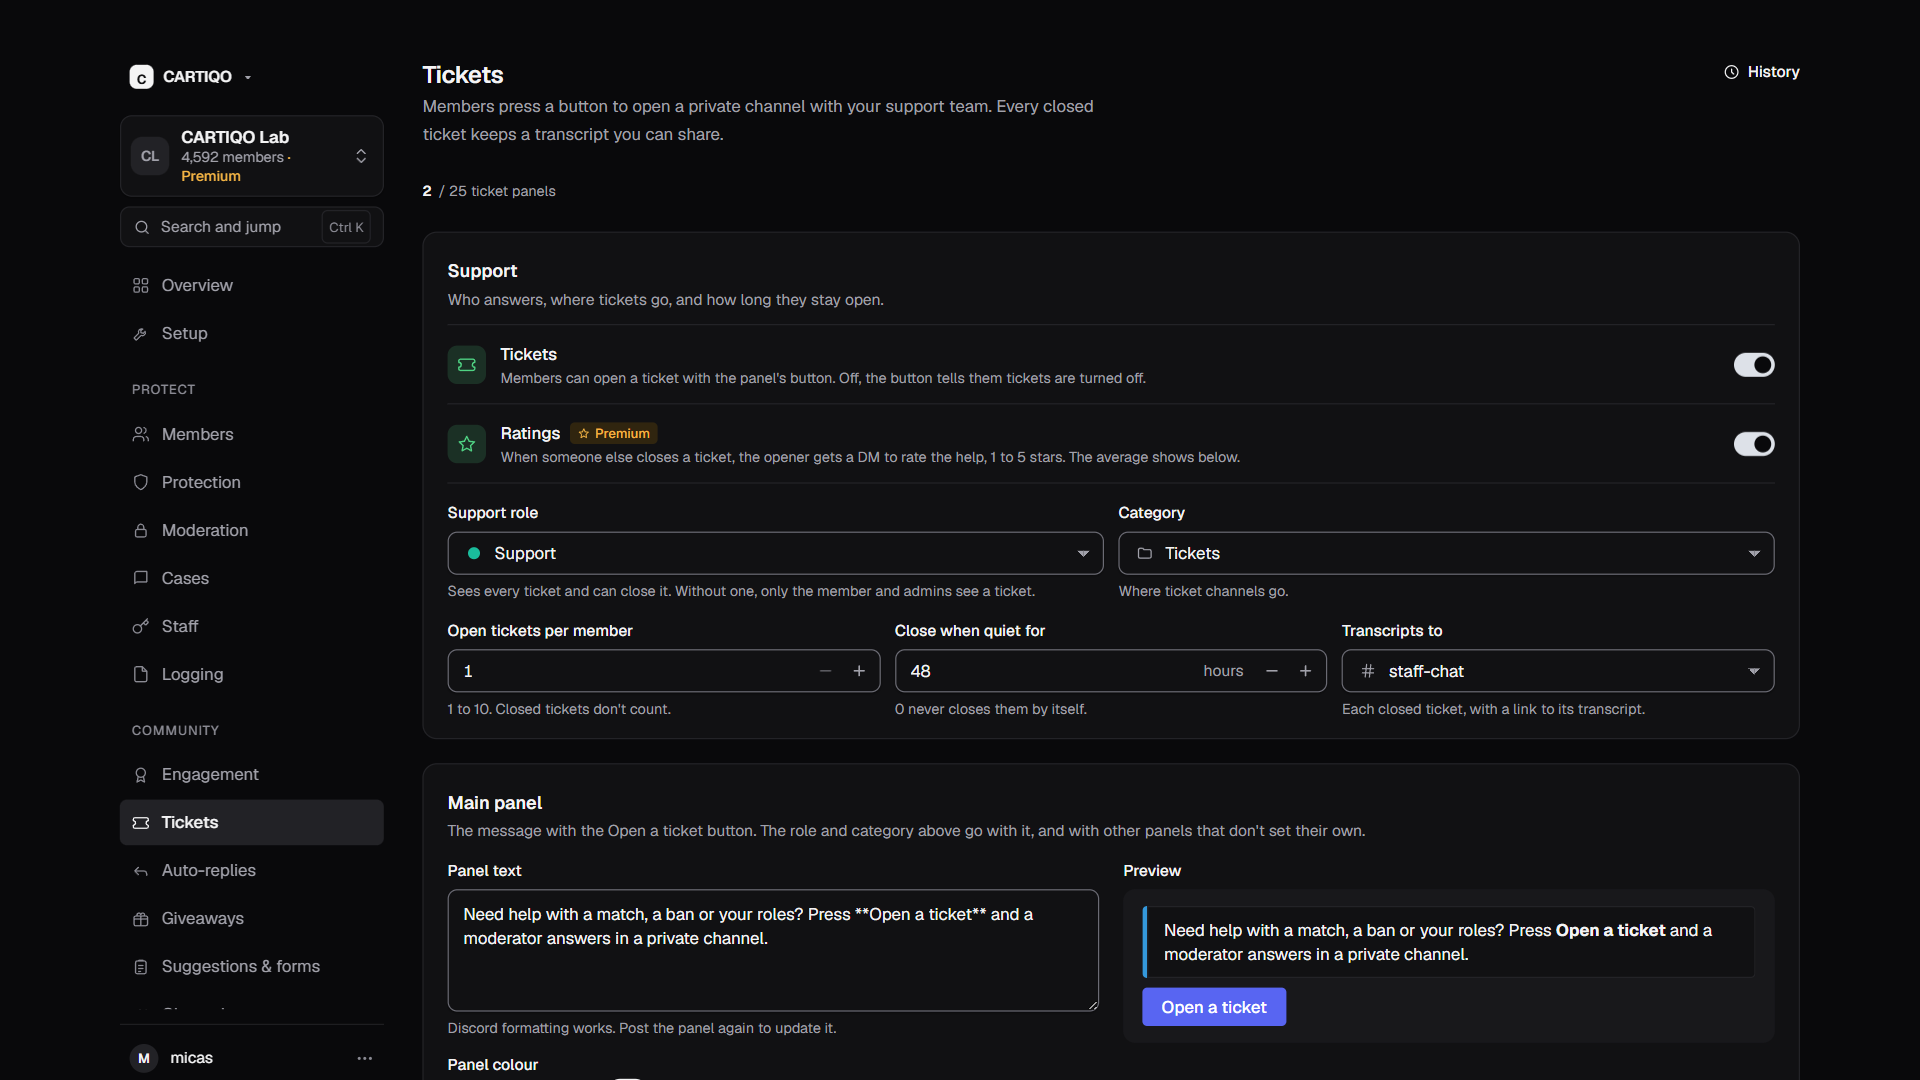 C CARTIQO
CL
CARTIQO Lab
4,592 members ·
Premium
Search and jump Ctrl K
Overview
Setup
PROTECT
Members
Protection
Moderation
Cases
Staff
Logging
COMMUNITY
Engagement
Tickets
Auto-replies
Giveaways
Suggestions & forms
M micas
Tickets
History
Members press a button to open a private channel with your support team. Every closed
ticket keeps a transcript you can share.
2 / 25 ticket panels
Support
Who answers, where tickets go, and how long they stay open.
Tickets
Members can open a ticket with the panel's button. Off, the button tells them tickets are turned off.
Ratings Premium
When someone else closes a ticket, the opener gets a DM to rate the help, 1 to 5 stars. The average shows below.
Support role
Support
Sees every ticket and can close it. Without one, only the member and admins see a ticket.
Category
Tickets
Where ticket channels go.
Open tickets per member
1
1 to 10. Closed tickets don't count.
Close when quiet for
48 hours
0 never closes them by itself.
Transcripts to
# staff-chat
Each closed ticket, with a link to its transcript.
Main panel
The message with the Open a ticket button. The role and category above go with it, and with other panels that don't set their own.
Panel text
Need help with a match, a ban or your roles? Press **Open a ticket** and a
moderator answers in a private channel.
Discord formatting works. Post the panel again to update it.
Preview
Need help with a match, a ban or your roles? Press Open a ticket and a
moderator answers in a private channel.
Open a ticket
Panel colour